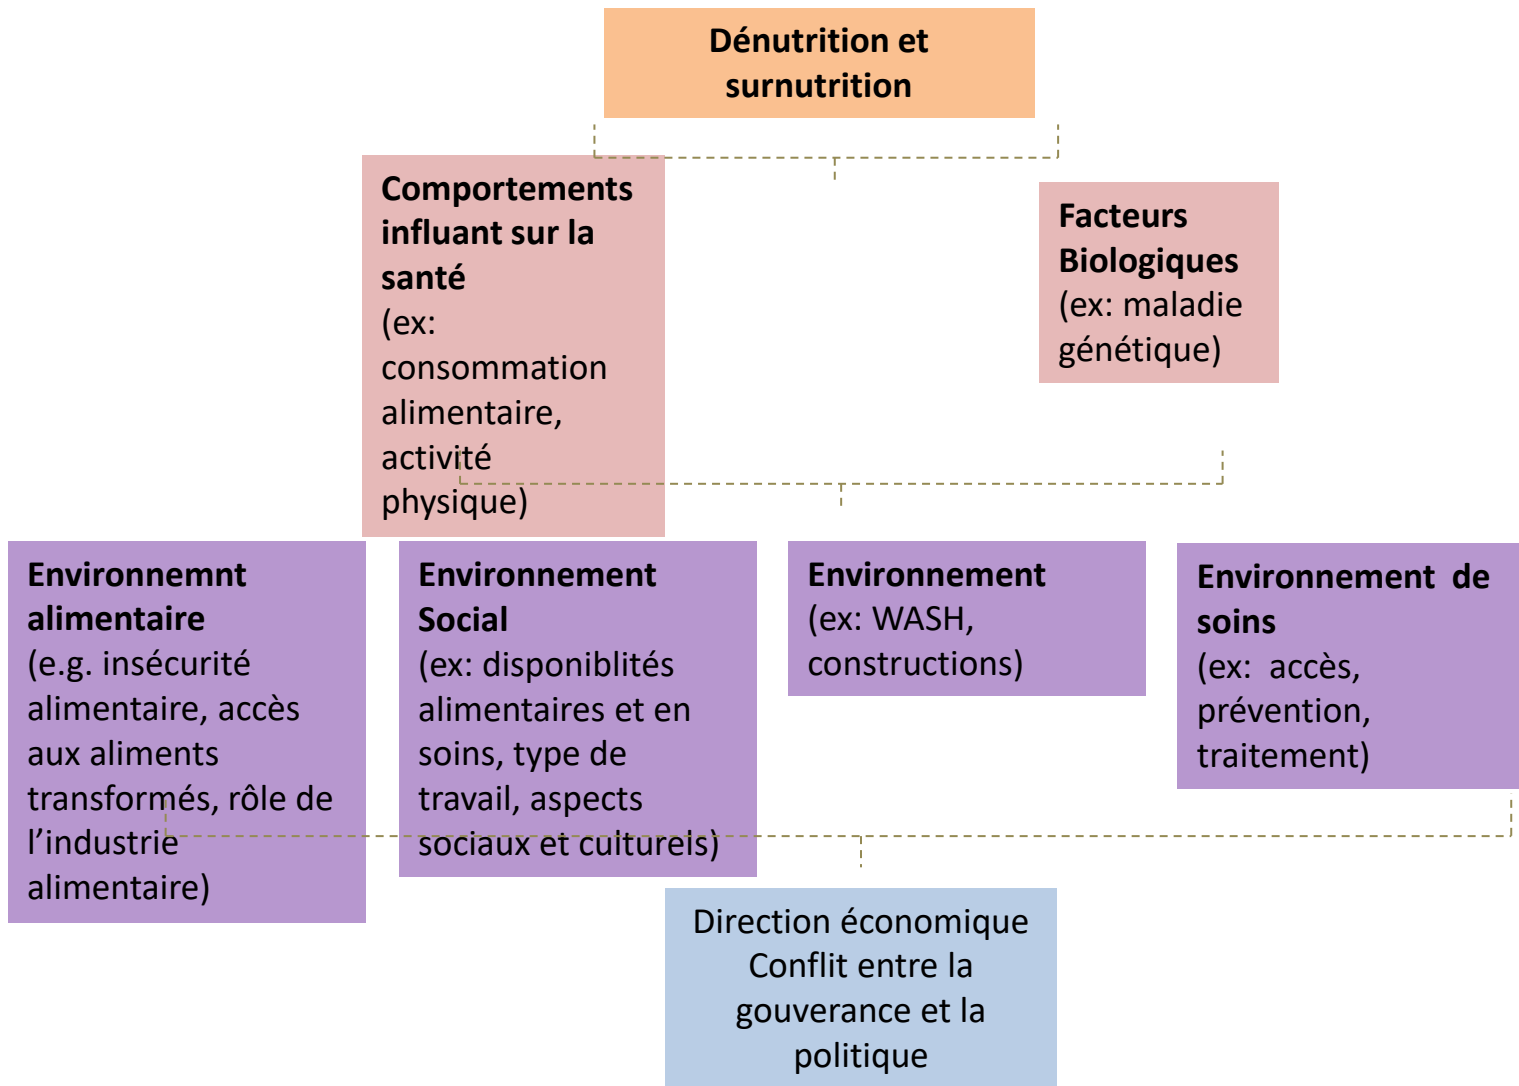 Dénutrition et
surnutrition
Comportements
influant sur la
santé
(ex:
consommation
alimentaire,
activité
physique)
Facteurs
Biologiques
(ex: maladie
génétique)
Environnemnt
alimentaire
(e.g. insécurité
alimentaire, accès
aux aliments
transformés, rôle de
l’industrie
alimentaire)
Environnement
Social
(ex: disponiblités
alimentaires et en
soins, type de
travail, aspects
sociaux et culturels)
Environnement
(ex: WASH,
constructions)
Environnement  de
soins
(ex:  accès,
prévention,
traitement)
Direction économique
Conflit entre la
gouverance et la
politique